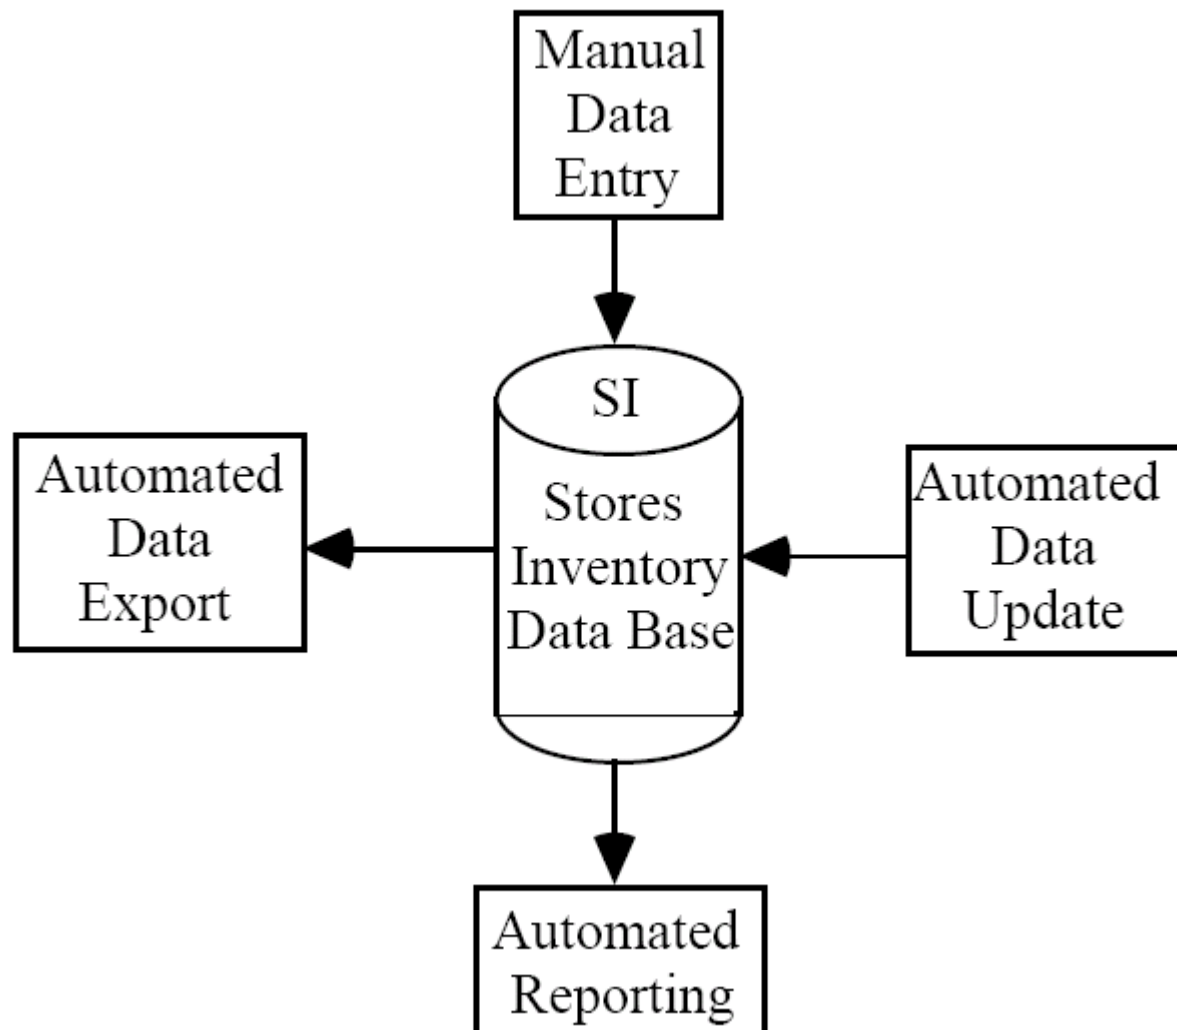 Manual
Data
Entry
SI
Stores
Inventory
Data Base
Automated
Data
Export
Automated
Data
Update
Automated
Reporting